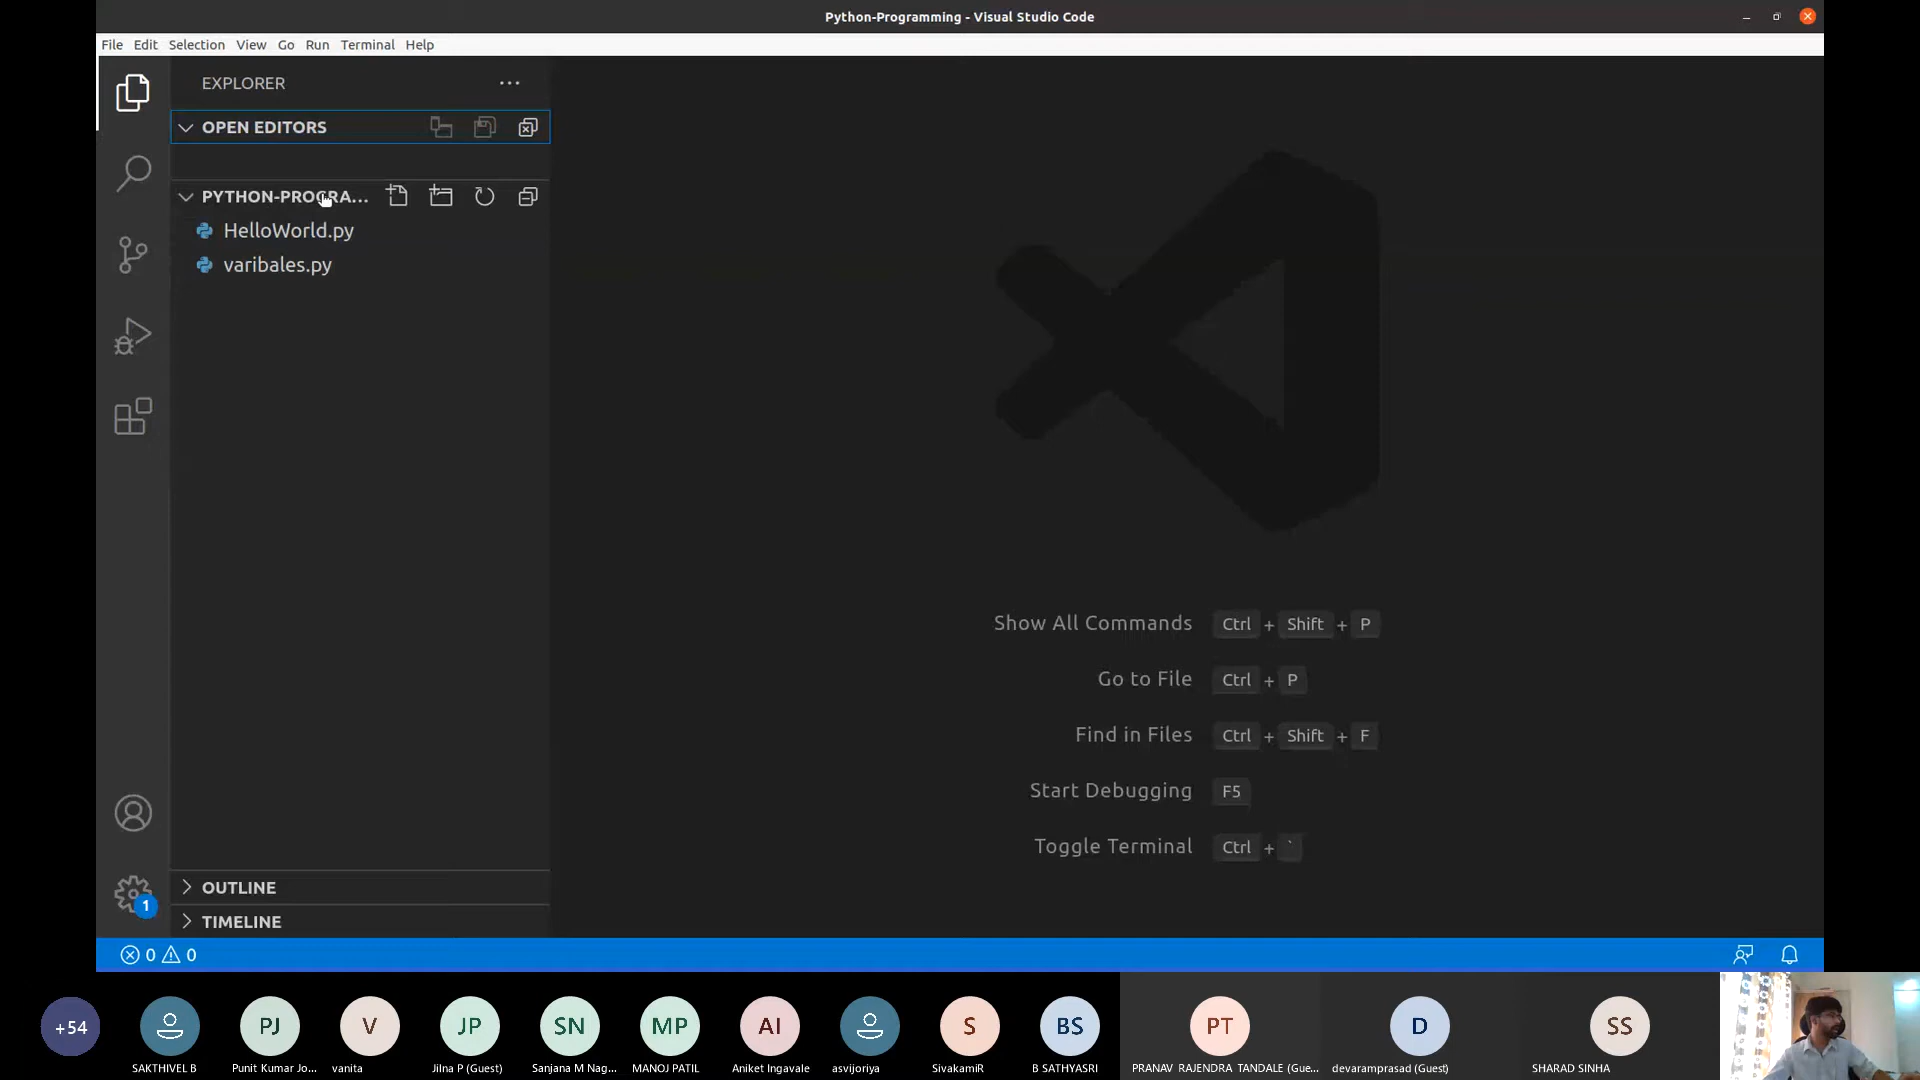 Python-Programming - Visual Studio Code
File Edit Selection View Go Run Terminal Help
EXPLORER
OPEN EDITORS
PYTHON-PROGRA...
HelloWorld.py
varibales.py
Show All Commands Ctrl + Shift + P
Go to File Ctrl + P
Find in Files Ctrl + Shift + F
Start Debugging F5
Toggle Terminal Ctrl + `
OUTLINE
1
TIMELINE
0 0
+54 PJ V JP SN MP AI S BS PT D SS
SAKTHIVEL B Punit Kumar Jo... vanita Jilna P (Guest) Sanjana M Nag... MANOJ PATIL Aniket Ingavale asvijoriya SivakamiR B SATHYASRI PRANAV RAJENDRA TANDALE (Gue... devaramprasad (Guest) SHARAD SINHA